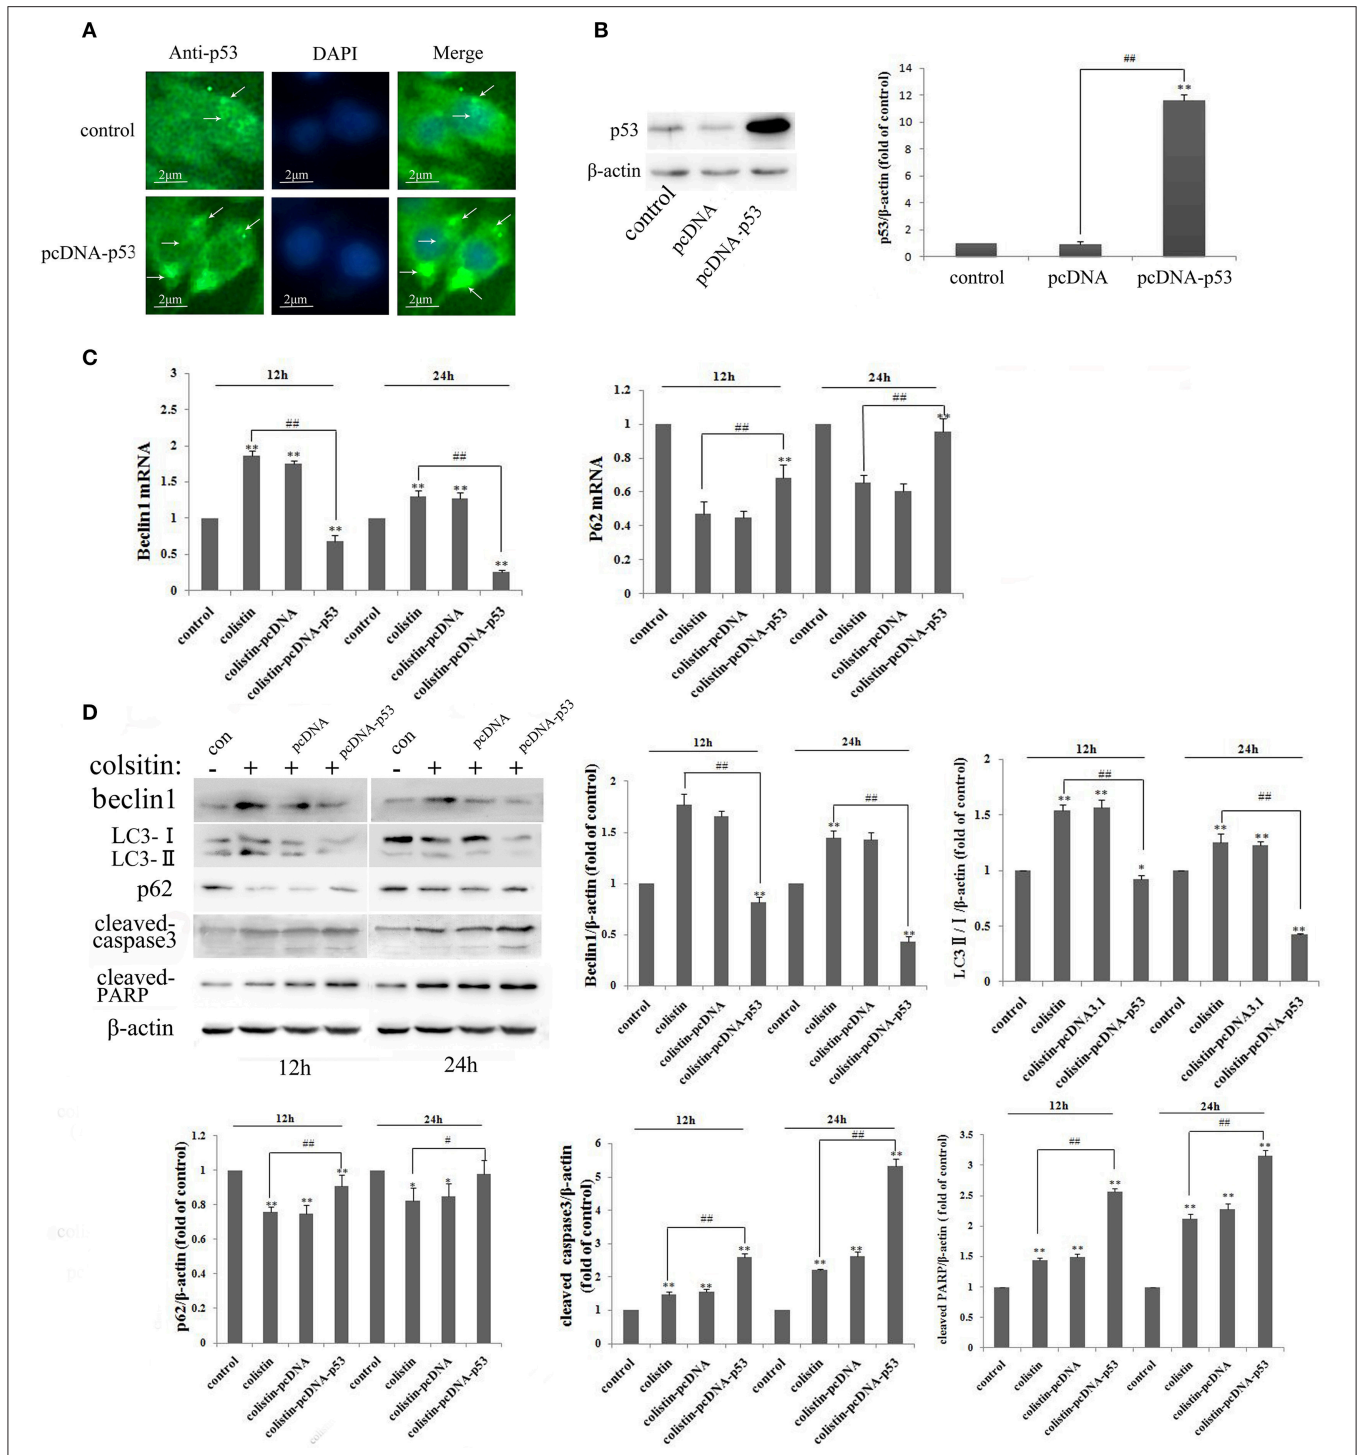 A
Anti-p53 DAPI Merge
control
2μm 2μm 2μm
pcDNA-p53
2μm 2μm 2μm
B
p53
β-actin
control pcDNA pcDNA-p53
p53/β-actin (fold of control)
14
12
10
8
6
4
2
0
##
**
control pcDNA pcDNA-p53
C
Beclin1 mRNA
3
2.5
2
1.5
1
0.5
0
12h 24h
## ##
** ** ** ** ** **
control colistin colistin-pcDNA colistin-pcDNA-p53 control colistin colistin-pcDNA colistin-pcDNA-p53
P62 mRNA
1.2
1
0.8
0.6
0.4
0.2
0
12h 24h
## ##
** **
control colistin colistin-pcDNA colistin-pcDNA-p53 control colistin colistin-pcDNA colistin-pcDNA-p53
D
con pcDNA pcDNA-p53 con pcDNA pcDNA-p53
colsitin: - + + + - + + +
beclin1
LC3- Ⅰ
LC3- Ⅱ
p62
cleaved-
caspase3
cleaved-
PARP
β-actin
12h 24h
Beclin1/β-actin (fold of control)
2
1.5
1
0.5
0
12h 24h
## ##
** ** **
control colistin colistin-pcDNA colistin-pcDNA-p53 control colistin colistin-pcDNA colistin-pcDNA-p53
LC3 Ⅱ / Ⅰ /β-actin (fold of control)
2
1.5
1
0.5
0
12h 24h
## ##
** ** * ** ** **
control colistin colistin-pcDNA3.1 colistin-pcDNA-p53 control colistin colistin-pcDNA3.1 colistin-pcDNA-p53
p62/β-actin (fold of control)
1.2
1
0.8
0.6
0.4
0.2
0
12h 24h
## #
** ** ** * *
control colistin colistin-pcDNA colistin-pcDNA-p53 control colistin colistin-pcDNA colistin-pcDNA-p53
cleaved caspase3/β-actin
(fold of control)
6
5
4
3
2
1
0
12h 24h
## ##
** ** ** ** ** **
control colistin colistin-pcDNA colistin-pcDNA-p53 control colistin colistin-pcDNA colistin-pcDNA-p53
cleaved PARP/β-actin ( fold of control)
3.5
3
2.5
2
1.5
1
0.5
0
12h 24h
## ##
** ** ** ** ** **
control colistin colistin-pcDNA colistin-pcDNA-p53 control colistin colistin-pcDNA colistin-pcDNA-p53